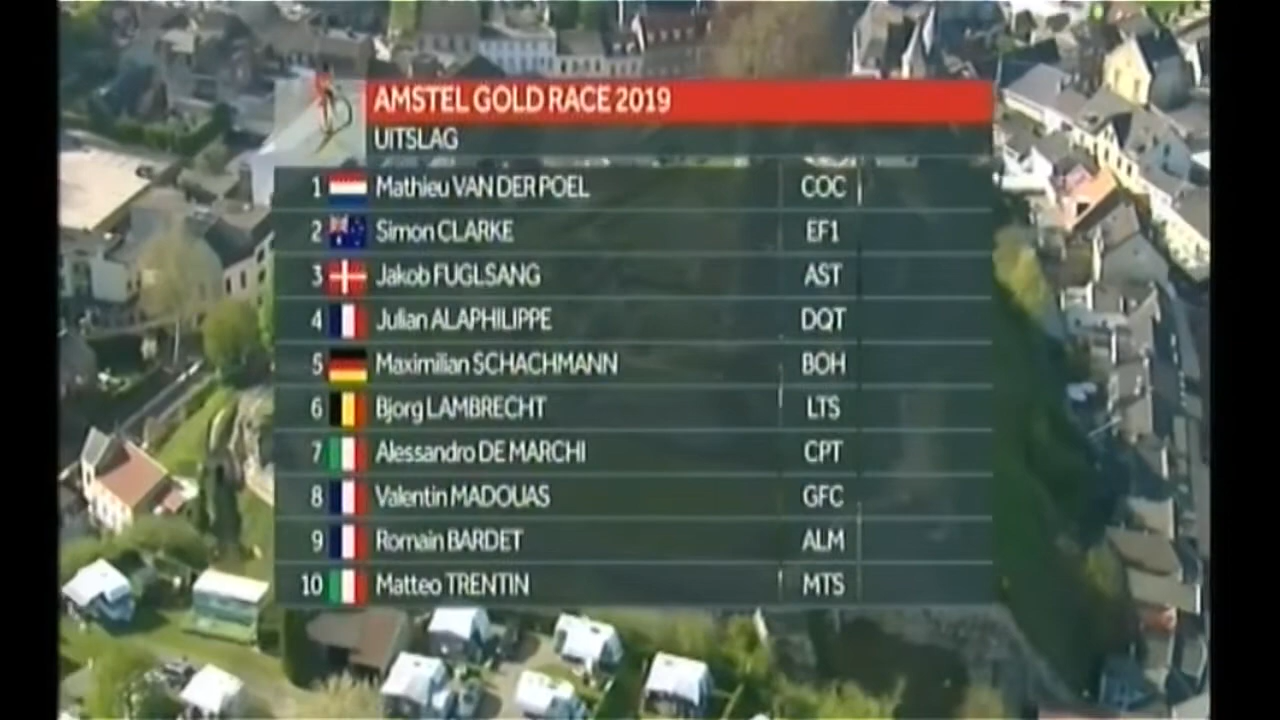 AMSTEL GOLD RACE 2019
UITSLAG
1 Mathieu VAN DER POEL COC
2 Simon CLARKE EF1
3 Jakob FUGLSANG AST
4 Julian ALAPHILIPPE DQT
5 Maximilian SCHACHMANN BOH
6 Bjorg LAMBRECHT LTS
7 Alessandro DE MARCHI CPT
8 Valentin MADOUAS GFC
9 Romain BARDET ALM
10 Matteo TRENTIN MTS